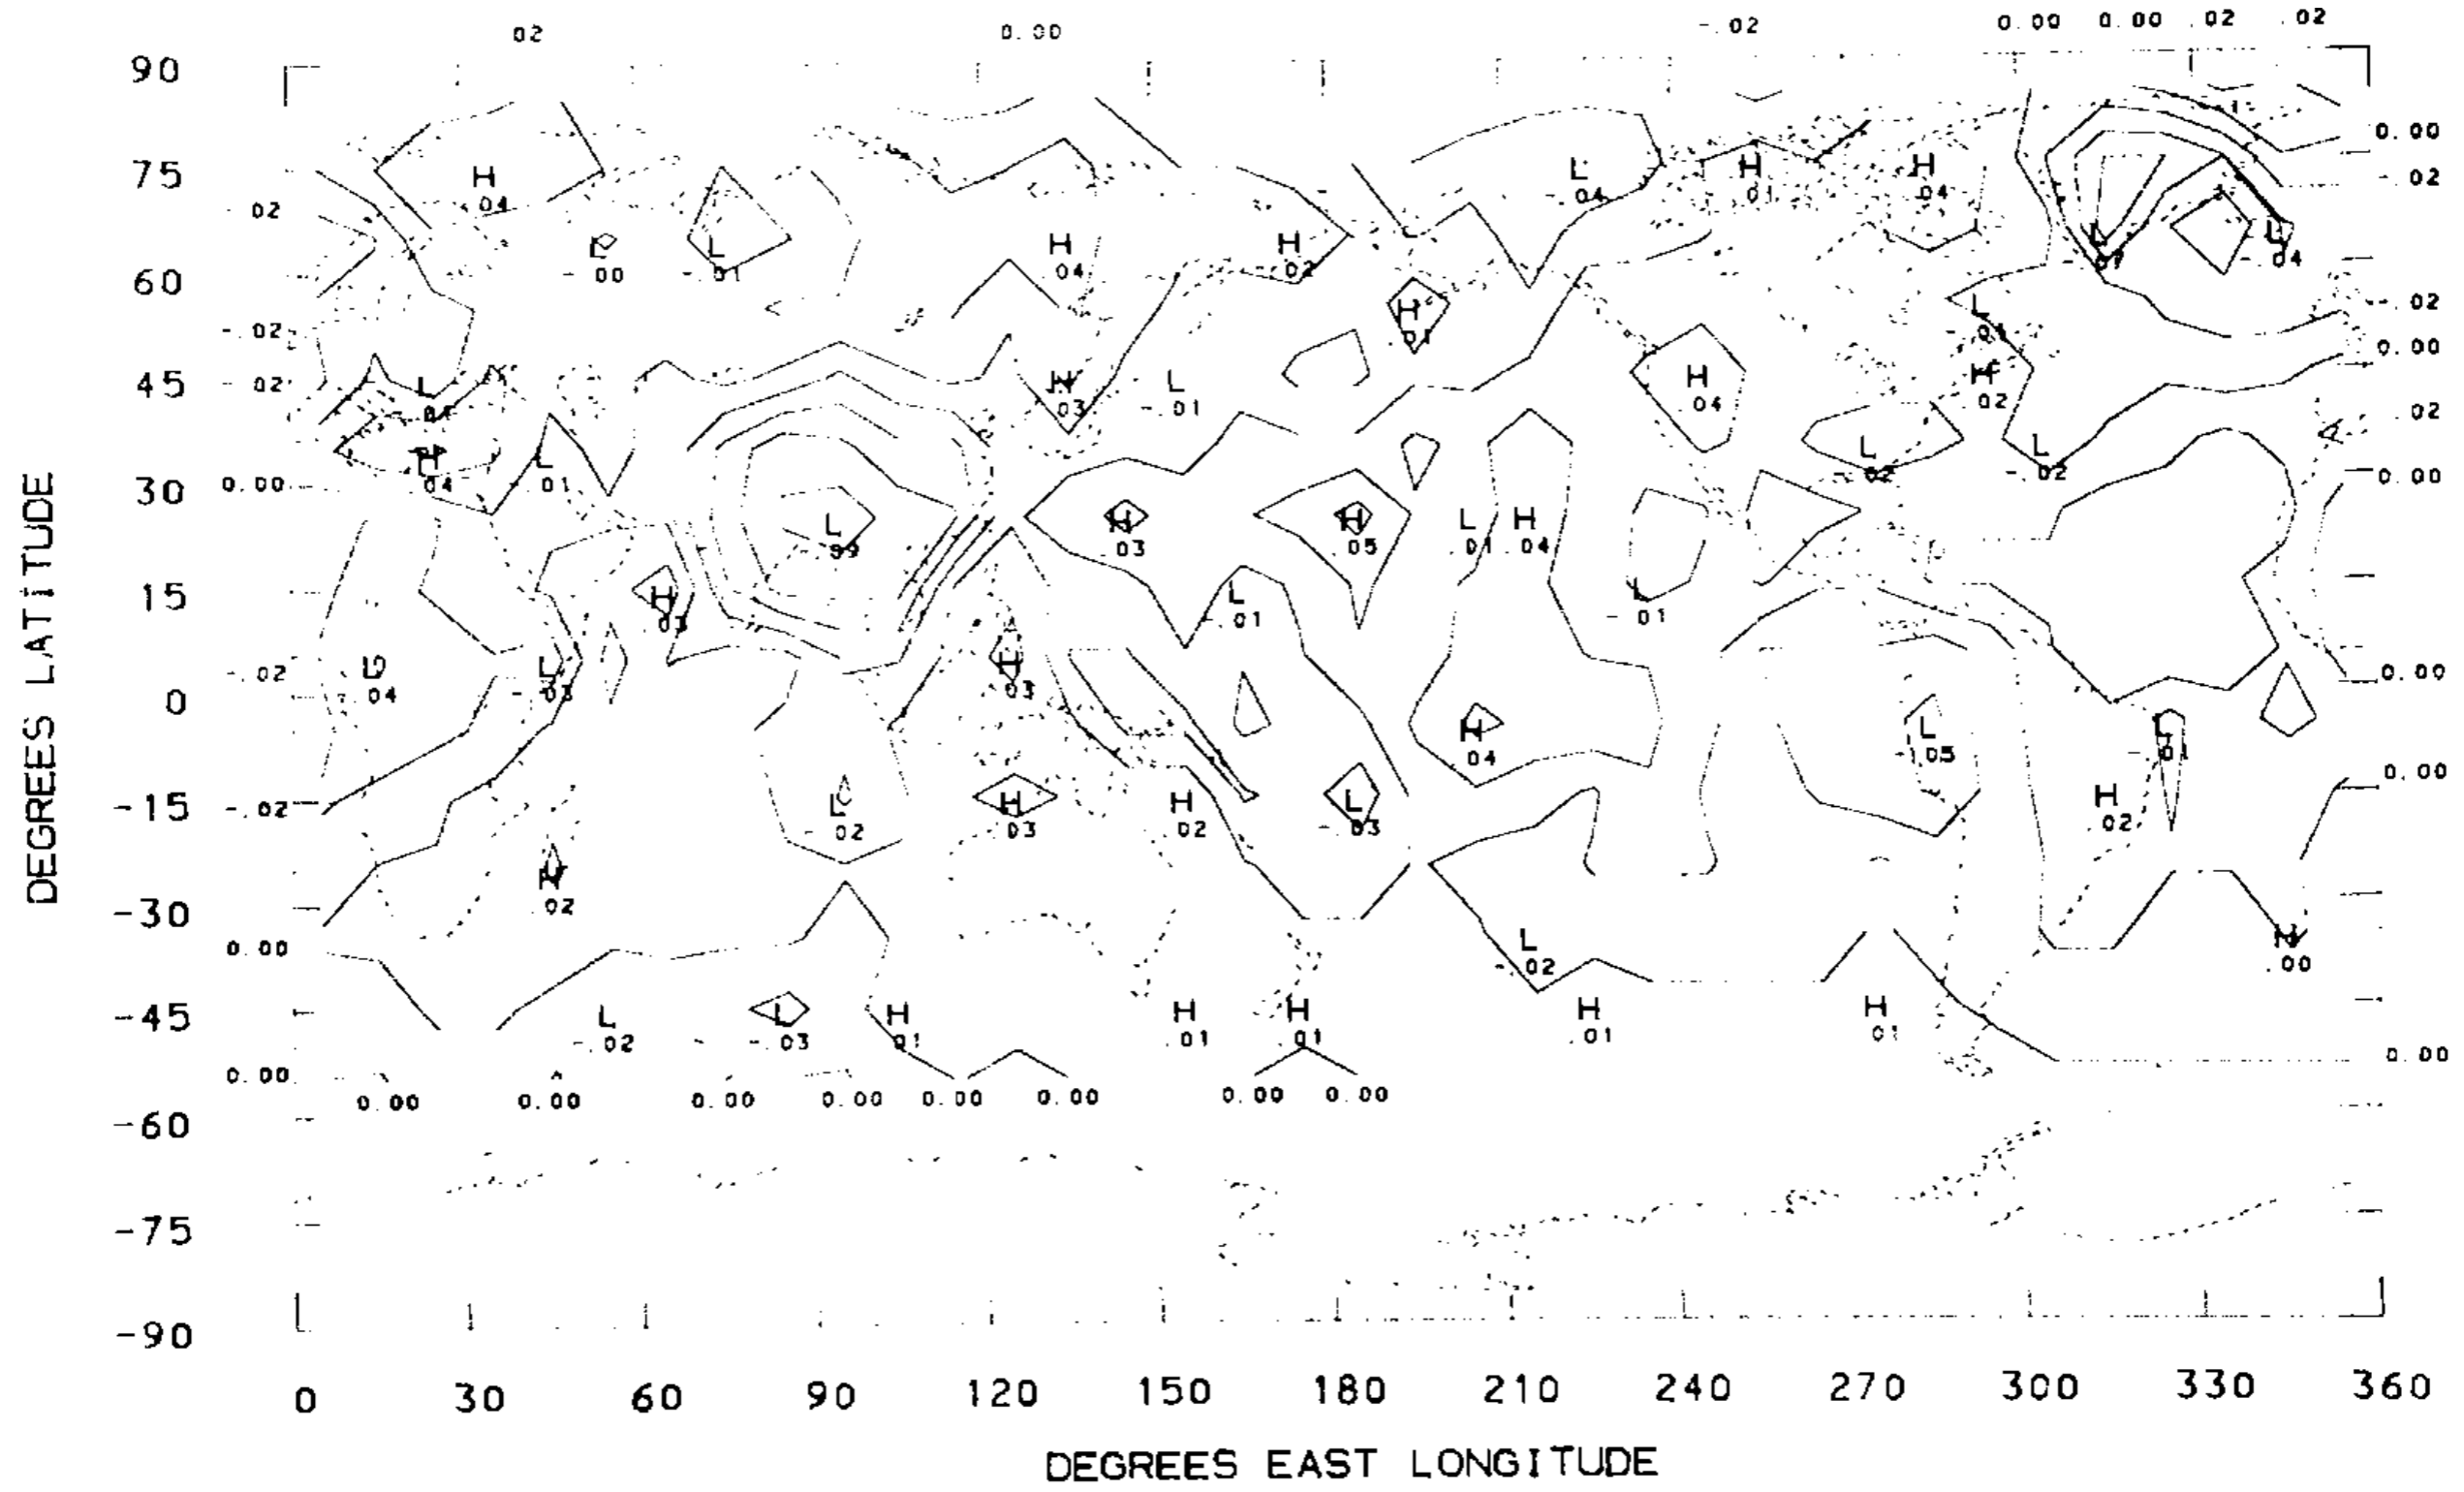 02 0.00 -.02 0.00 0.00 .02 .02
90
0.00
75 H .04 L -.04 H .01 H .04 -.02
02
L -.00 L -.01 H .04 H .02 L -.07 L -.04
60
-.02 H .01 L -.02
-.02 0.00
45 -.02 L H .03 L -.01 H .04 H .02
.02
H .04 L .01 L -.02 L -.02
30 0.00 0.00
L -.09 H .03 H .05 L .01 H .04
15 H .03 L -.01 L -.01
-.02 .04 L -.03 H .03 0.00
0
H .04 L -.05 L -.01
0.00
-15 -.02 L -.02 H .03 H .02 L -.03 H .02
H .02
-30
0.00 L -.02 H .00
-45 L -.02 L -.03 H .01 H .01 H .01 H .01 H .01
0.00 0.00
0.00 0.00 0.00 0.00 0.00 0.00 0.00 0.00
-60
-75
-90
0 30 60 90 120 150 180 210 240 270 300 330 360
DEGREES EAST LONGITUDE
DEGREES LATITUDE